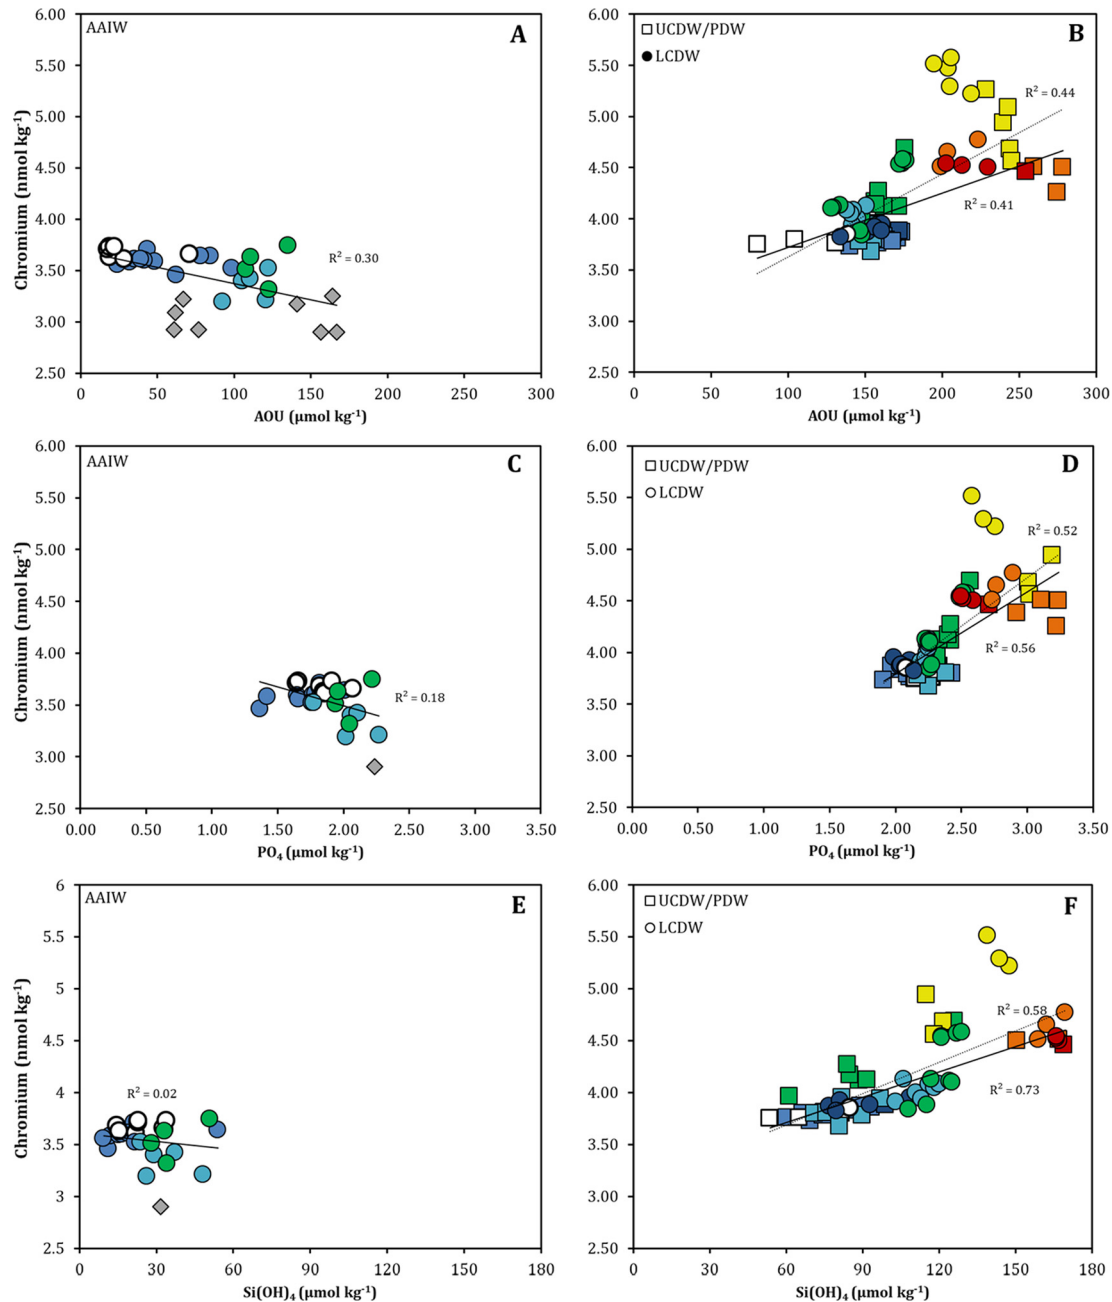 AAIW
A
6.00
5.50
5.00
4.50
4.00
3.50
3.00
2.50
Chromium (nmol kg-1)
R2 = 0.30
0 50 100 150 200 250 300
AOU (µmol kg-1)
UCDW/PDW
LCDW
B
6.00
5.50
5.00
4.50
4.00
3.50
3.00
2.50
R2 = 0.44
R2 = 0.41
0 50 100 150 200 250 300
AOU (µmol kg-1)
AAIW
C
6.00
5.50
5.00
4.50
4.00
3.50
3.00
2.50
Chromium (nmol kg-1)
R2 = 0.18
0.00 0.50 1.00 1.50 2.00 2.50 3.00 3.50
PO4 (µmol kg-1)
UCDW/PDW
LCDW
D
6.00
5.50
5.00
4.50
4.00
3.50
3.00
2.50
R2 = 0.52
R2 = 0.56
0.00 0.50 1.00 1.50 2.00 2.50 3.00 3.50
PO4 (µmol kg-1)
AAIW
E
6
5.5
5
4.5
4
3.5
3
2.5
Chromium (nmol kg-1)
R2 = 0.02
0 30 60 90 120 150 180
Si(OH)4 (µmol kg-1)
UCDW/PDW
LCDW
F
6.00
5.50
5.00
4.50
4.00
3.50
3.00
2.50
R2 = 0.58
R2 = 0.73
0 30 60 90 120 150 180
Si(OH)4 (µmol kg-1)